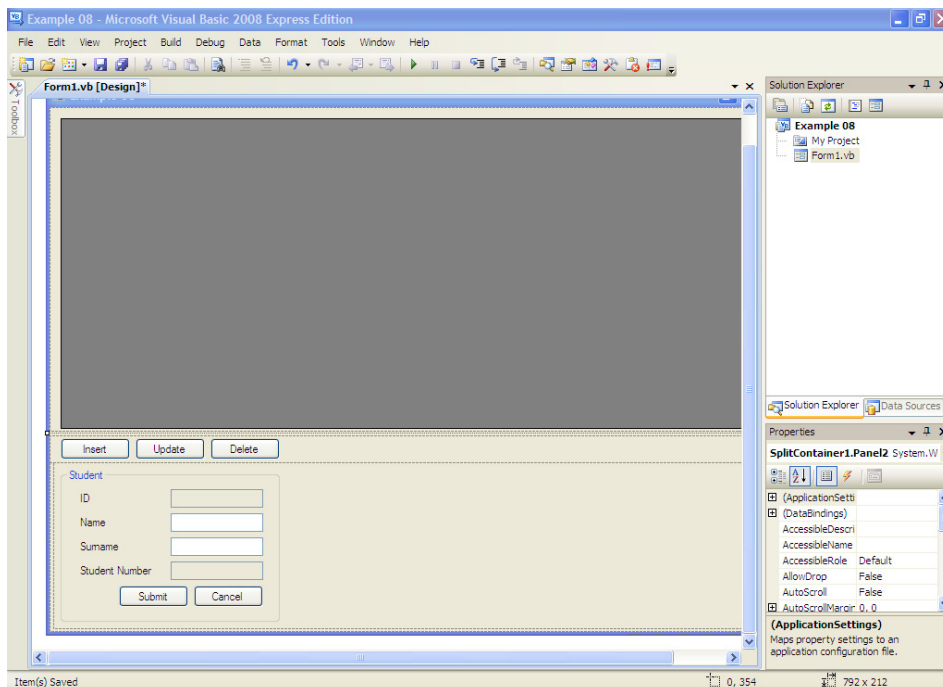 Example 08 - Microsoft Visual Basic 2008 Express Edition
File Edit View Project Build Debug Data Format Tools Window Help
Form1.vb [Design]*
Toolbox
Insert Update Delete
Student
ID
Name
Surname
Student Number
Submit Cancel
Solution Explorer
Example 08
My Project
Form1.vb
Solution Explorer Data Sources
Properties
SplitContainer1.Panel2 System.W
(ApplicationSetti
(DataBindings)
AccessibleDescri
AccessibleName
AccessibleRole Default
AllowDrop False
AutoScroll False
AutoScrollMargin 0, 0
(ApplicationSettings)
Maps property settings to an
application configuration file.
Item(s) Saved 0, 354 792 x 212